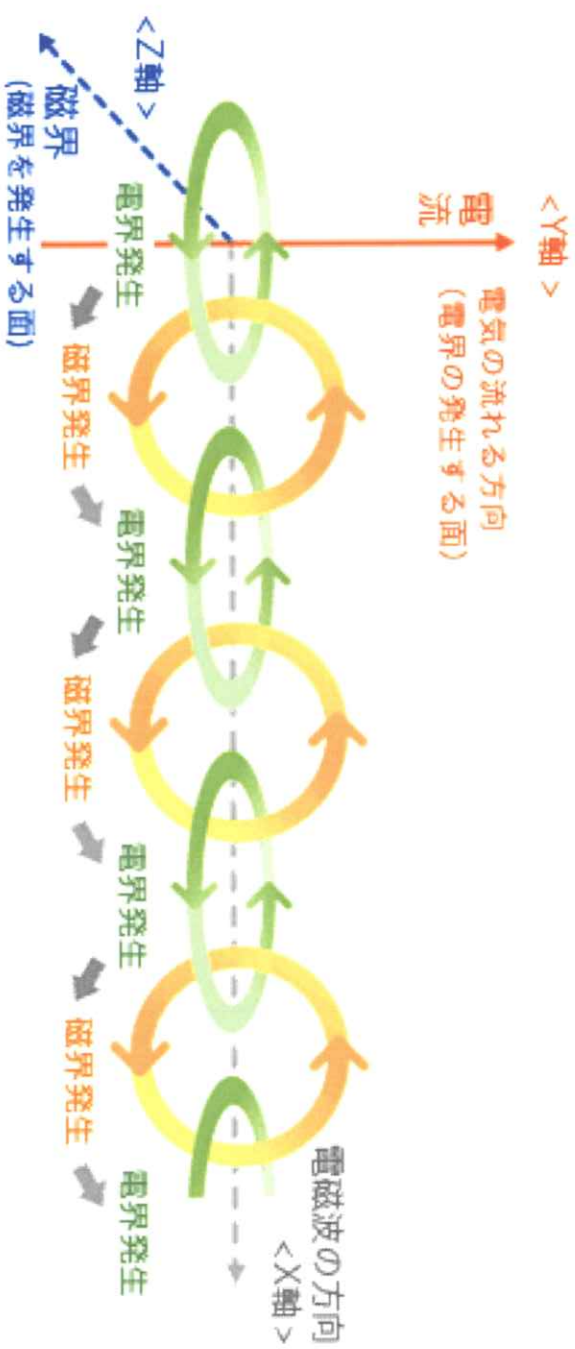 <Y軸>
電気の流れる方向
(電界の発生する面)
電流
<Z軸>
磁界
(磁界を発生する面)
電磁波の方向
<X軸>
電界発生
磁界発生
電界発生
磁界発生
電界発生
磁界発生
電界発生